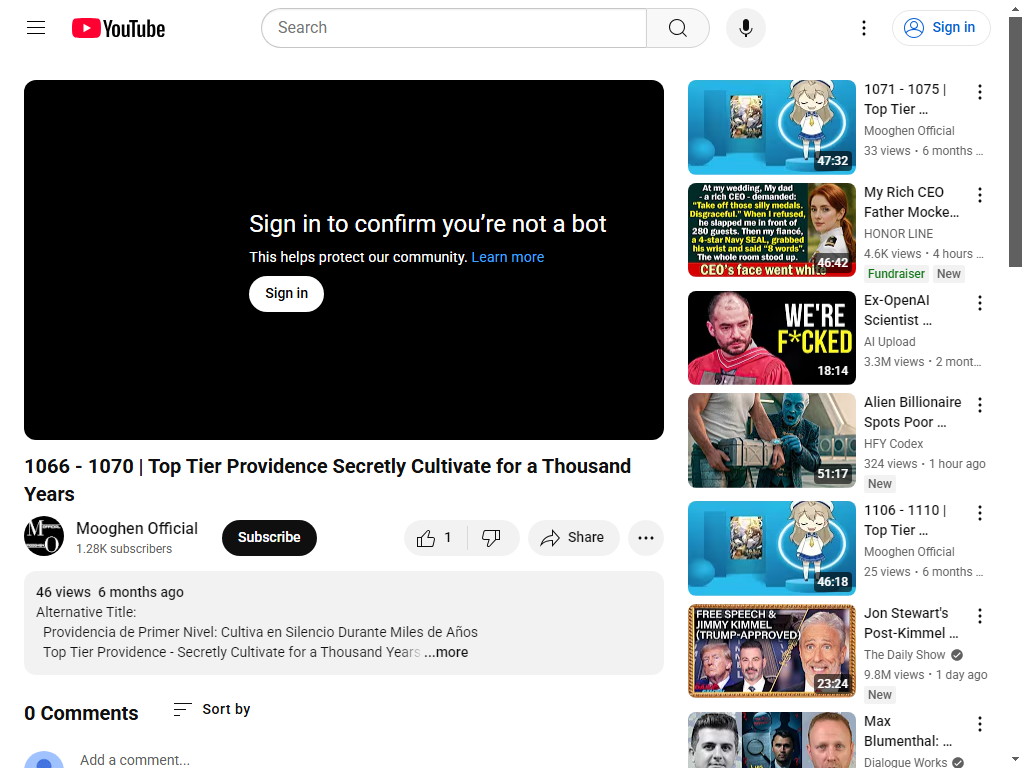 YouTube
Search
Sign in
Sign in to confirm you’re not a bot
This helps protect our community. Learn more
Sign in
1066 - 1070 | Top Tier Providence Secretly Cultivate for a Thousand
Years
Mooghen Official
1.28K subscribers
Subscribe
1
Share
46 views 6 months ago
Alternative Title:
Providencia de Primer Nivel: Cultiva en Silencio Durante Miles de Años
Top Tier Providence - Secretly Cultivate for a Thousand Years ...more
0 Comments
Sort by
Add a comment...
47:32
1071 - 1075 |
Top Tier ...
Mooghen Official
33 views • 6 months ...
At my wedding, My dad
- a rich CEO - demanded:
"Take off those silly medals.
Disgraceful." When I refused,
he slapped me in front of
280 guests. Then my fiancé,
a 4-star Navy SEAL, grabbed
his wrist and said "8 words".
The whole room stood up.
CEO's face went white
46:42
My Rich CEO
Father Mocke...
HONOR LINE
4.6K views • 4 hours ...
Fundraiser
New
WE'RE
F*CKED
18:14
Ex-OpenAI
Scientist ...
AI Upload
3.3M views • 2 mont...
51:17
Alien Billionaire
Spots Poor ...
HFY Codex
324 views • 1 hour ago
New
46:18
1106 - 1110 |
Top Tier ...
Mooghen Official
25 views • 6 months ...
FREE SPEECH &
JIMMY KIMMEL
(TRUMP-APPROVED)
23:24
Jon Stewart's
Post-Kimmel ...
The Daily Show
9.8M views • 1 day ago
New
Max
Blumenthal: ...
Dialogue Works